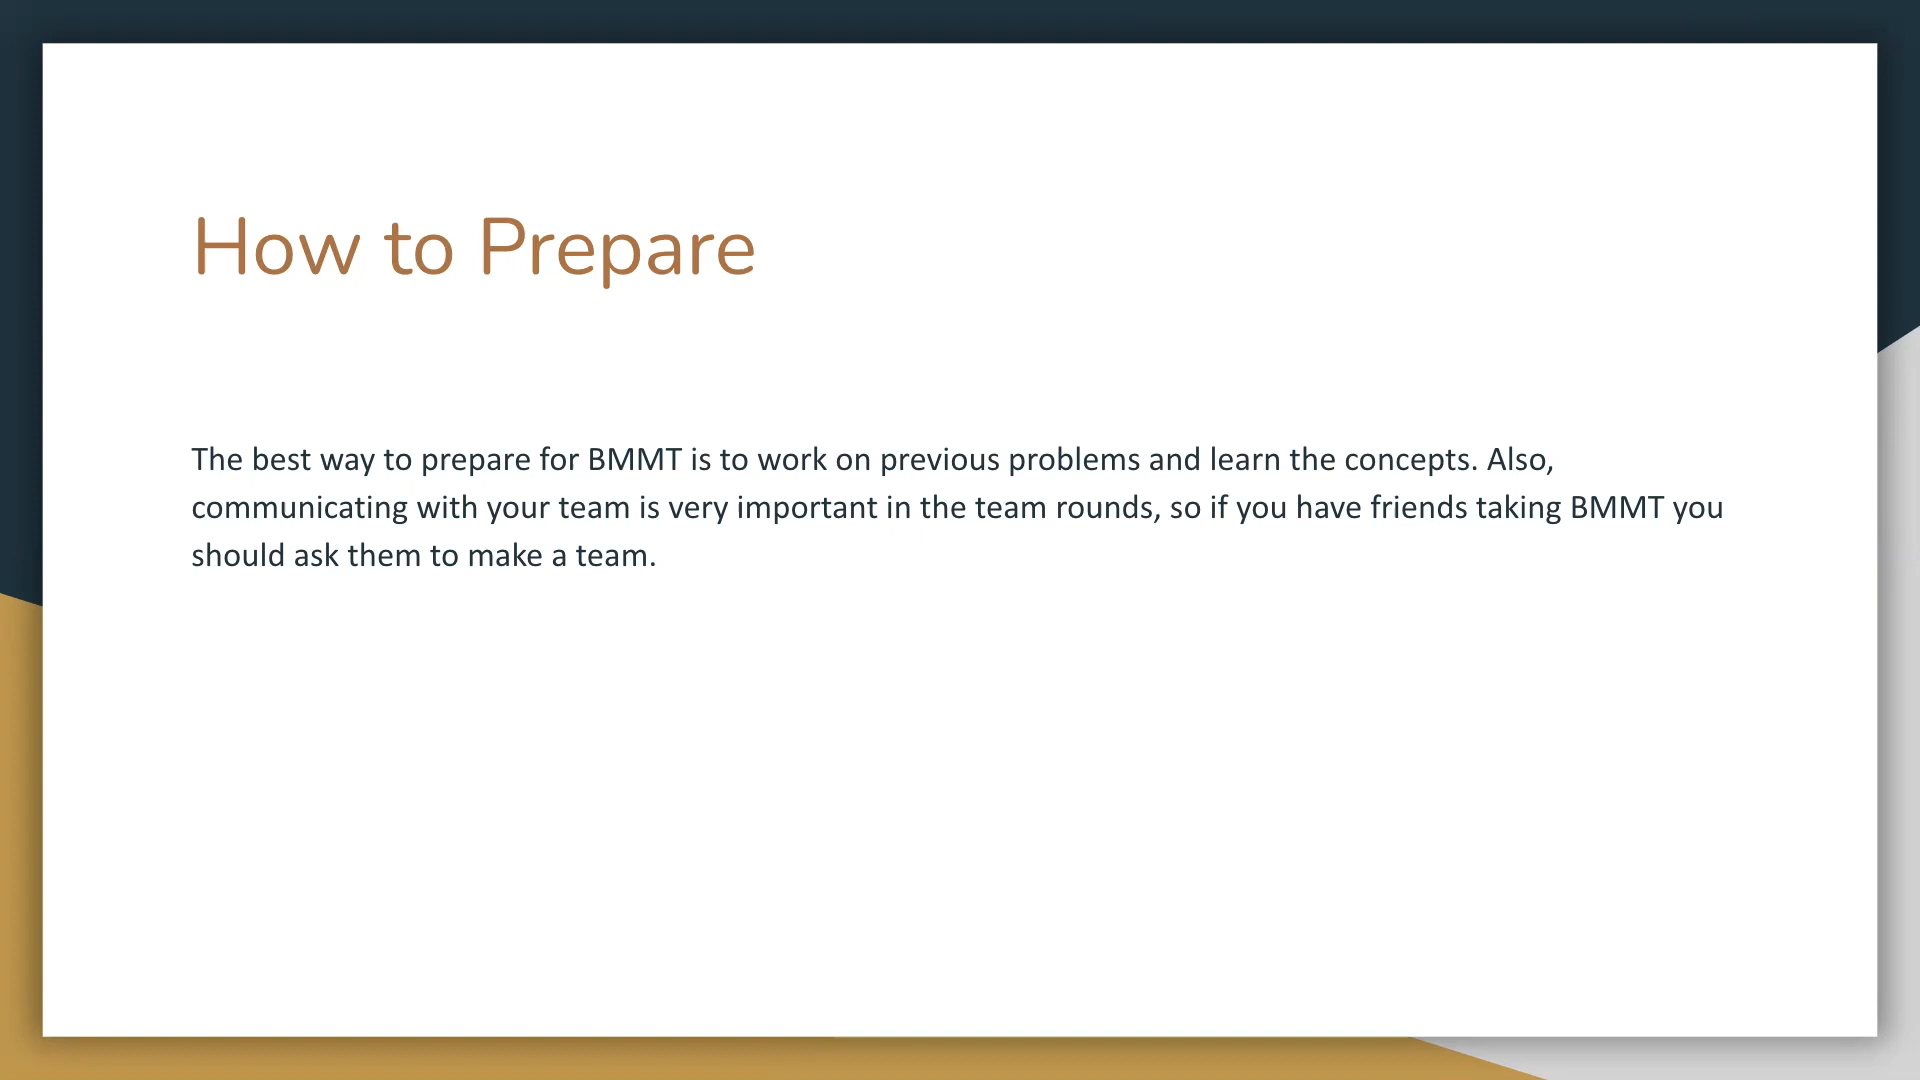 How to Prepare
The best way to prepare for BMMT is to work on previous problems and learn the concepts. Also,
communicating with your team is very important in the team rounds, so if you have friends taking BMMT you
should ask them to make a team.